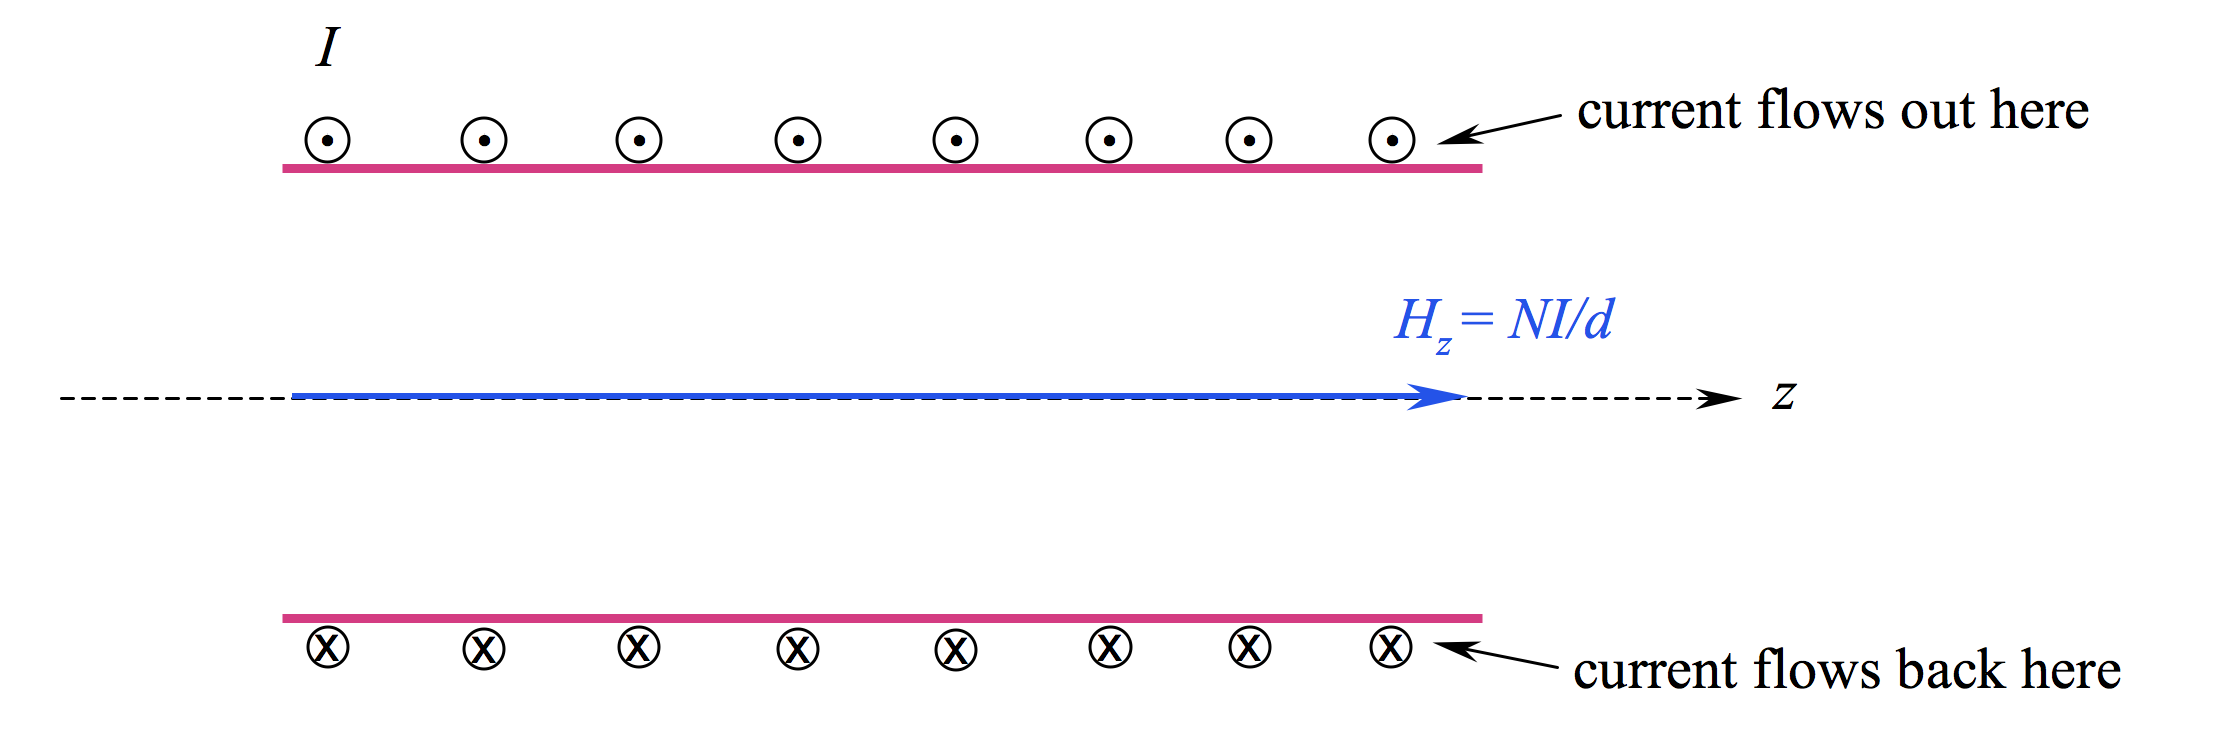 I
current flows out here
H_z = NI/d
z
X X X X X X X X
current flows back here